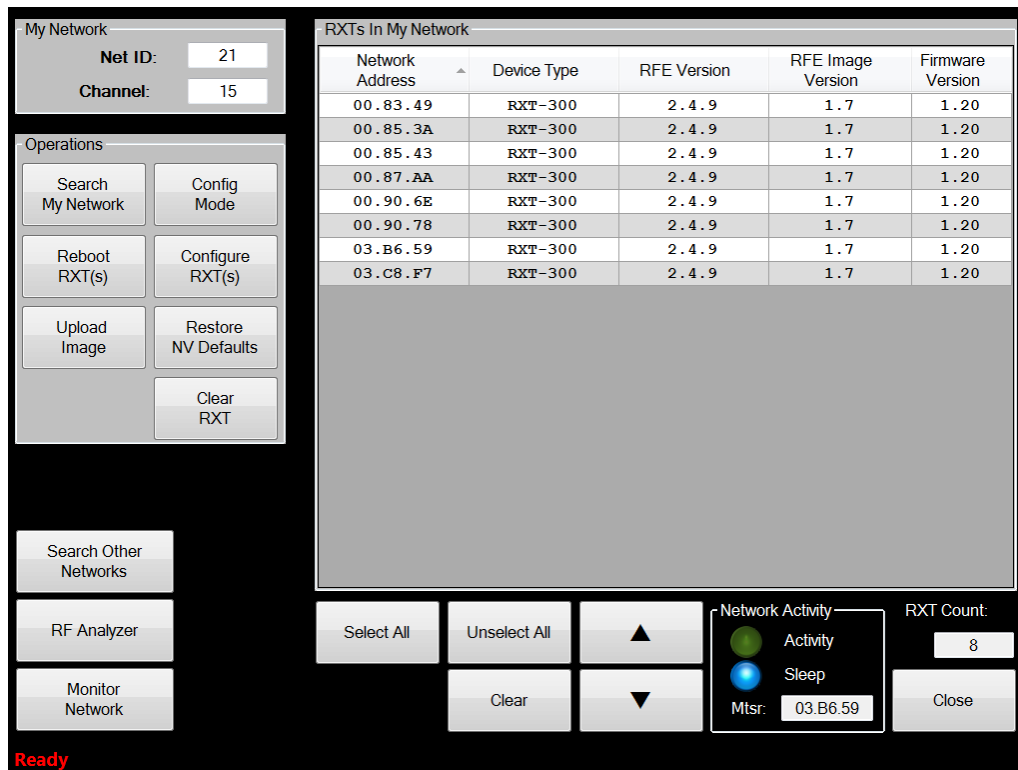 My Network
Net ID: 21
Channel: 15
Operations
Search My Network
Config Mode
Reboot RXT(s)
Configure RXT(s)
Upload Image
Restore NV Defaults
Clear RXT
Search Other Networks
RF Analyzer
Monitor Network
Ready
RXTs In My Network
Network Address Device Type RFE Version RFE Image Version Firmware Version
00.83.49 RXT-300 2.4.9 1.7 1.20
00.85.3A RXT-300 2.4.9 1.7 1.20
00.85.43 RXT-300 2.4.9 1.7 1.20
00.87.AA RXT-300 2.4.9 1.7 1.20
00.90.6E RXT-300 2.4.9 1.7 1.20
00.90.78 RXT-300 2.4.9 1.7 1.20
03.B6.59 RXT-300 2.4.9 1.7 1.20
03.C8.F7 RXT-300 2.4.9 1.7 1.20
Select All
Unselect All
▲
Clear
▼
Network Activity
Activity
Sleep
Mtsr: 03.B6.59
RXT Count:
8
Close